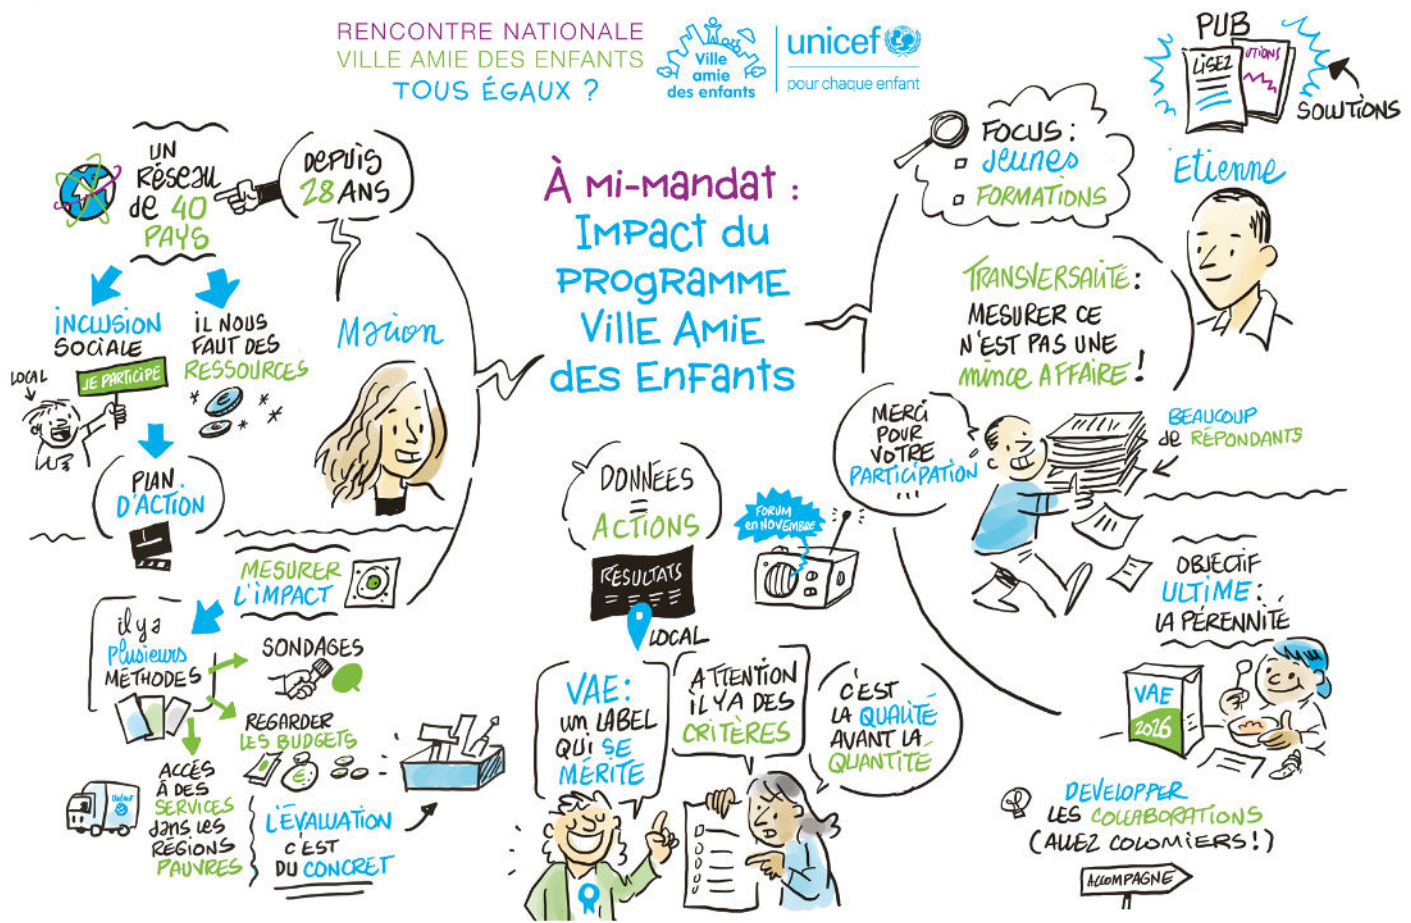 RENCONTRE NATIONALE
VILLE AMIE DES ENFANTS
TOUS ÉGAUX ?
Ville
amie
des enfants
unicef
pour chaque enfant
À Mi-Mandat :
Impact du
PROgRaMME
ViLLE AMiE
dES EnFants
UN
RÉSEAU
de 40
PAYS
DEPUIS
28 ANS
Marion
INCLUSION
SOCIALE
LOCAL
JE PARTICIPE
IL NOUS
FAUT DES
RESSOURCES
PLAN
D'ACTION
MESURER
L'IMPACT
il y a
Plusieurs
MÉTHODES
SONDAGES
REGARDER
LES BUDGETS
€
ACCÈS
À DES
SERVICES
dans les
RÉGIONS
PAUVRES
unicef
L'ÉVALUATION
C'EST
DU CONCRET
DONNÉES
=
ACTIONS
RÉSULTATS
LOCAL
FORUM
en NOVEMBRE
VAE :
un LABEL
QUI SE
MÉRITE
ATTENTION
IL Y A DES
CRITÈRES
C'EST
LA QUALITÉ
AVANT LA
QUANTITÉ
PUB
LISEZ
UTIONS
SOLUTIONS
Etienne
FOCUS :
Jeunes
FORMATIONS
TRANSVERSALITÉ :
MESURER CE
N'EST PAS UNE
mince AFFAIRE !
MERCI
POUR
VOTRE
PARTICIPATION
...
BEAUCOUP
de RÉPONDANTS
OBJECTIF
ULTIME :
LA PÉRENNITÉ
VAE
2026
DEVELOPPER
LES COLLABORATIONS
(ALLEZ COLOMIERS !)
ACCOMPAGNE